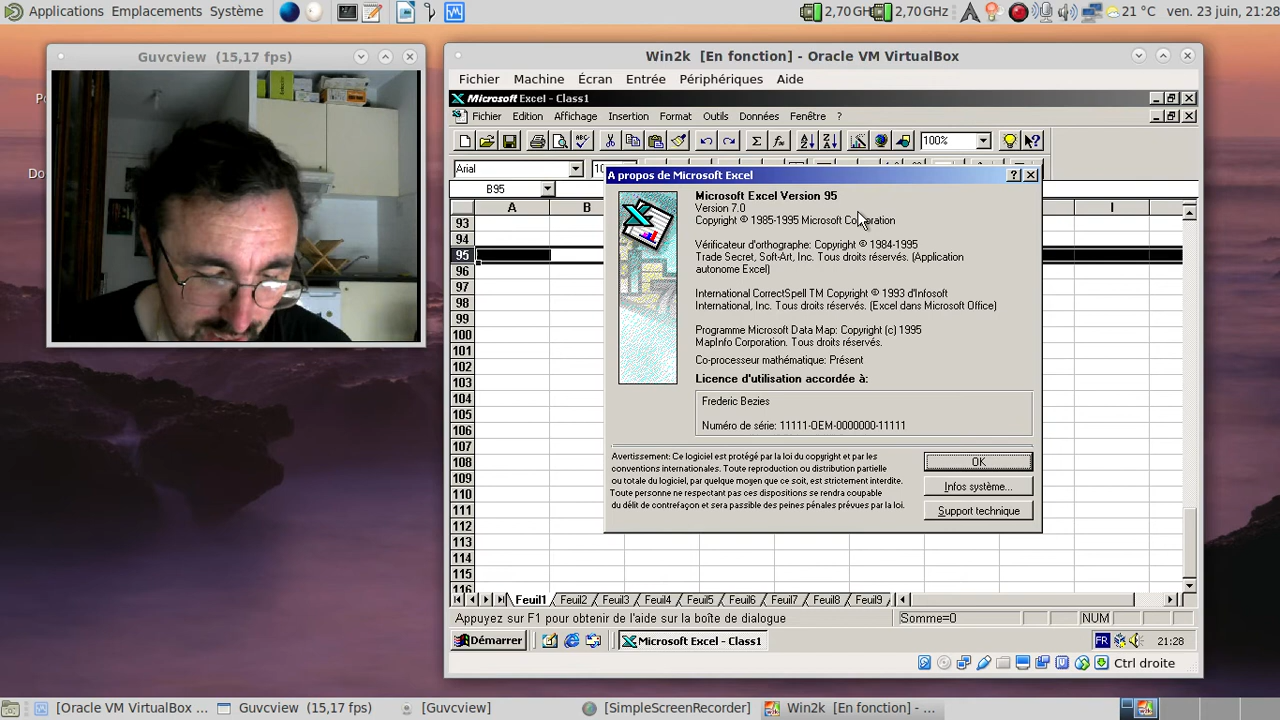 Applications Emplacements Système
2,70 GHz 2,70 GHz 21 °C ven. 23 juin, 21:28
Guvcview (15,17 fps)
Win2k [En fonction] - Oracle VM VirtualBox
Fichier Machine Écran Entrée Périphériques Aide
Microsoft Excel - Class1
Fichier Edition Affichage Insertion Format Outils Données Fenêtre ?
100%
Arial
B95
A B I
93
94
95
96
97
98
99
100
101
102
103
104
105
106
107
108
109
110
111
112
113
114
115
116
A propos de Microsoft Excel
Microsoft Excel Version 95
Version 7.0
Copyright © 1985-1995 Microsoft Corporation
Vérificateur d'orthographe: Copyright © 1984-1995
Trade Secret, Soft-Art, Inc. Tous droits réservés. (Application
autonome Excel)
International CorrectSpell TM Copyright © 1993 d'Infosoft
International, Inc. Tous droits réservés. (Excel dans Microsoft Office)
Programme Microsoft Data Map: Copyright (c) 1995
MapInfo Corporation. Tous droits réservés.
Co-processeur mathématique: Présent
Licence d'utilisation accordée à:
Frederic Bezies
Numéro de série: 11111-OEM-0000000-11111
Avertissement: Ce logiciel est protégé par la loi du copyright et par les
conventions internationales. Toute reproduction ou distribution partielle
ou totale du logiciel, par quelque moyen que ce soit, est strictement interdite.
Toute personne ne respectant pas ces dispositions se rendra coupable
du délit de contrefaçon et sera passible des peines pénales prévues par la loi.
OK
Infos système...
Support technique
Feuil1 Feuil2 Feuil3 Feuil4 Feuil5 Feuil6 Feuil7 Feuil8 Feuil9
Appuyez sur F1 pour obtenir de l'aide sur la boîte de dialogue Somme=0 NUM
Démarrer Microsoft Excel - Class1 FR 21:28
Ctrl droite
[Oracle VM VirtualBox ... Guvcview (15,17 fps) [Guvcview] [SimpleScreenRecorder] Win2k [En fonction] - ...